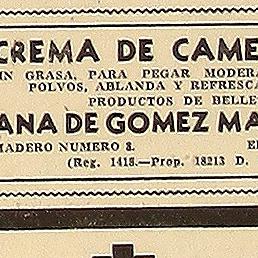 CREMA DE CAME
IN GRASA, PARA PEGAR MODERA
POLVOS, ABLANDA Y REFRESCA
PRODUCTOS DE BELLE
ANA DE GOMEZ MA
MADERO NUMERO 8. E
(Reg. 1418.—Prop. 18213 D.